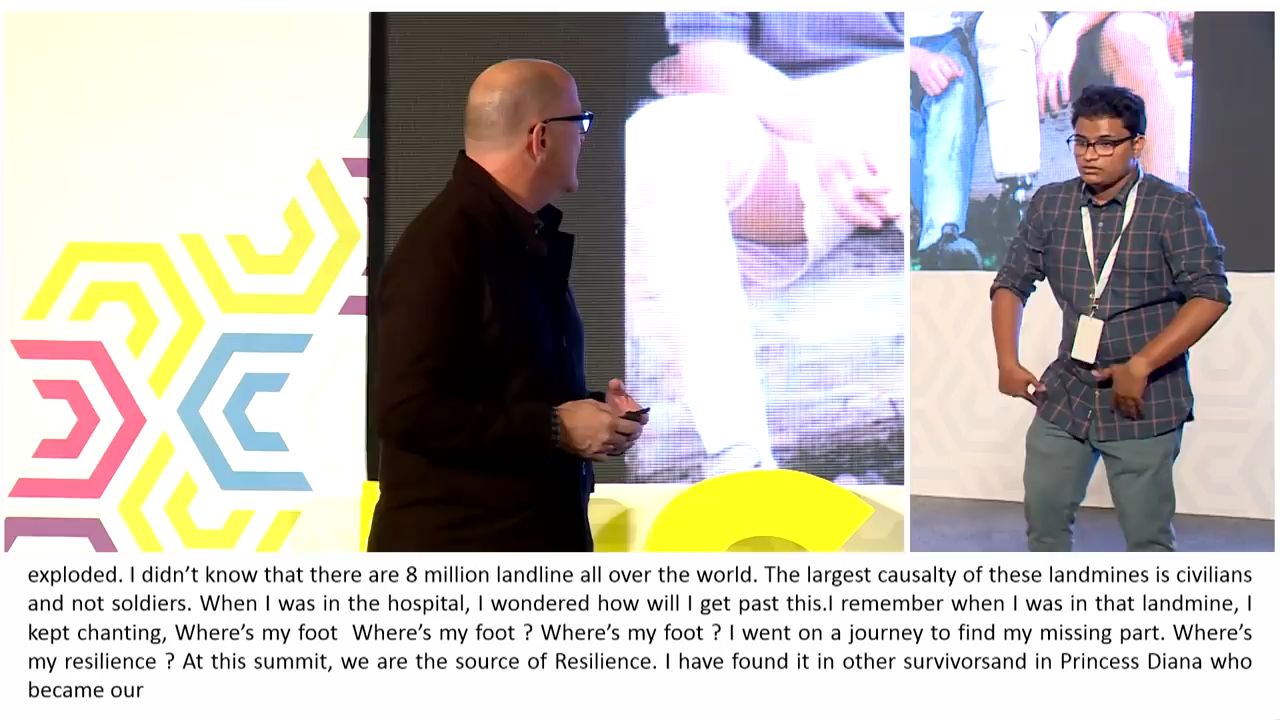 exploded. I didn't know that there are 8 million landline all over the world. The largest causalty of these landmines is civilians
and not soldiers. When I was in the hospital, I wondered how will I get past this.I remember when I was in that landmine, I
kept chanting, Where's my foot  Where's my foot ? Where's my foot ? I went on a journey to find my missing part. Where's
my resilience ? At this summit, we are the source of Resilience. I have found it in other survivorsand in Princess Diana who
became our